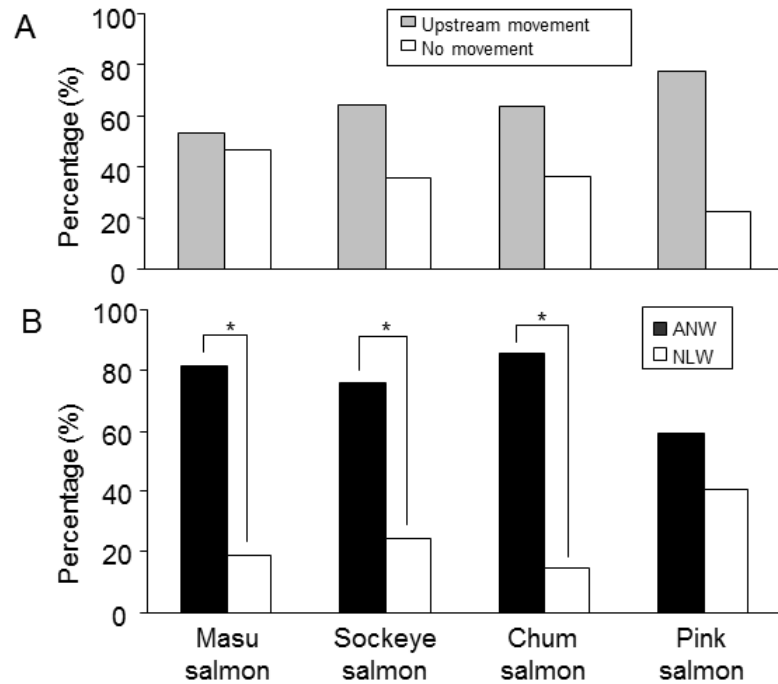 A
Percentage (%)
100
80
60
40
20
0
Upstream movement
No movement
B
Percentage (%)
100
80
60
40
20
0
ANW
NLW
*
*
*
Masu
salmon
Sockeye
salmon
Chum
salmon
Pink
salmon